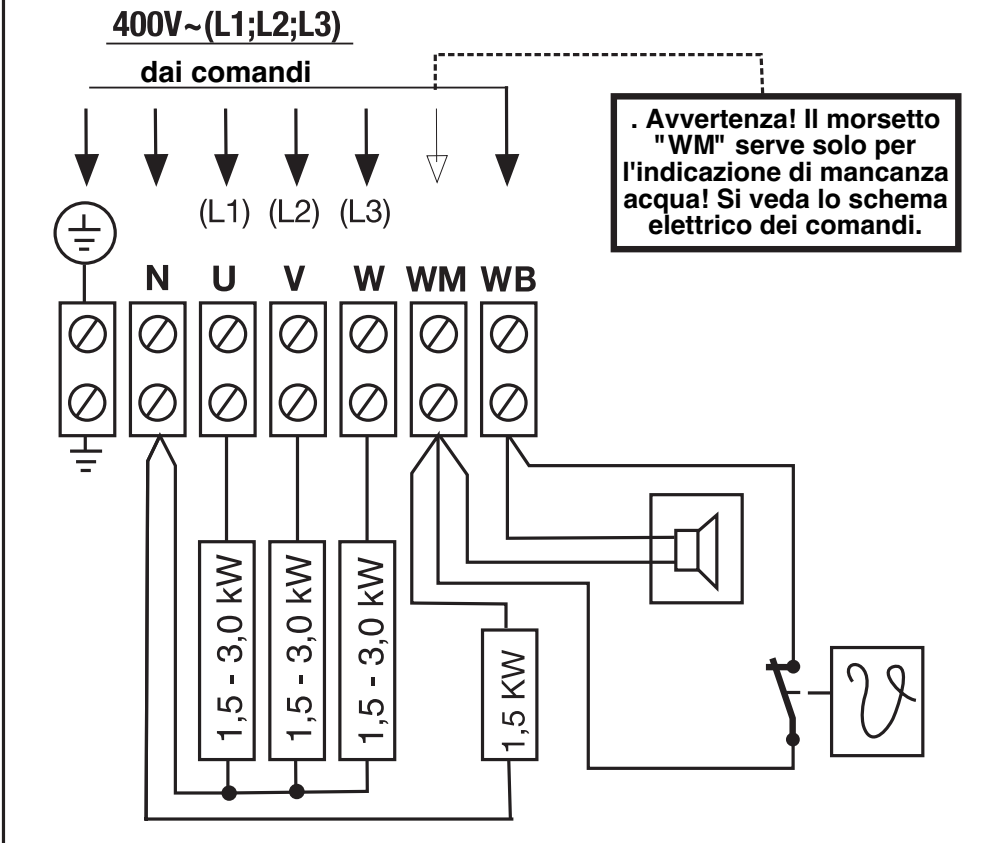 400V~(L1;L2;L3)
dai comandi
. Avvertenza! Il morsetto
"WM" serve solo per
l'indicazione di mancanza
acqua! Si veda lo schema
elettrico dei comandi.
(L1) (L2) (L3)
N U V W WM WB
1,5 - 3,0 kW
1,5 - 3,0 kW
1,5 - 3,0 kW
1,5 KW